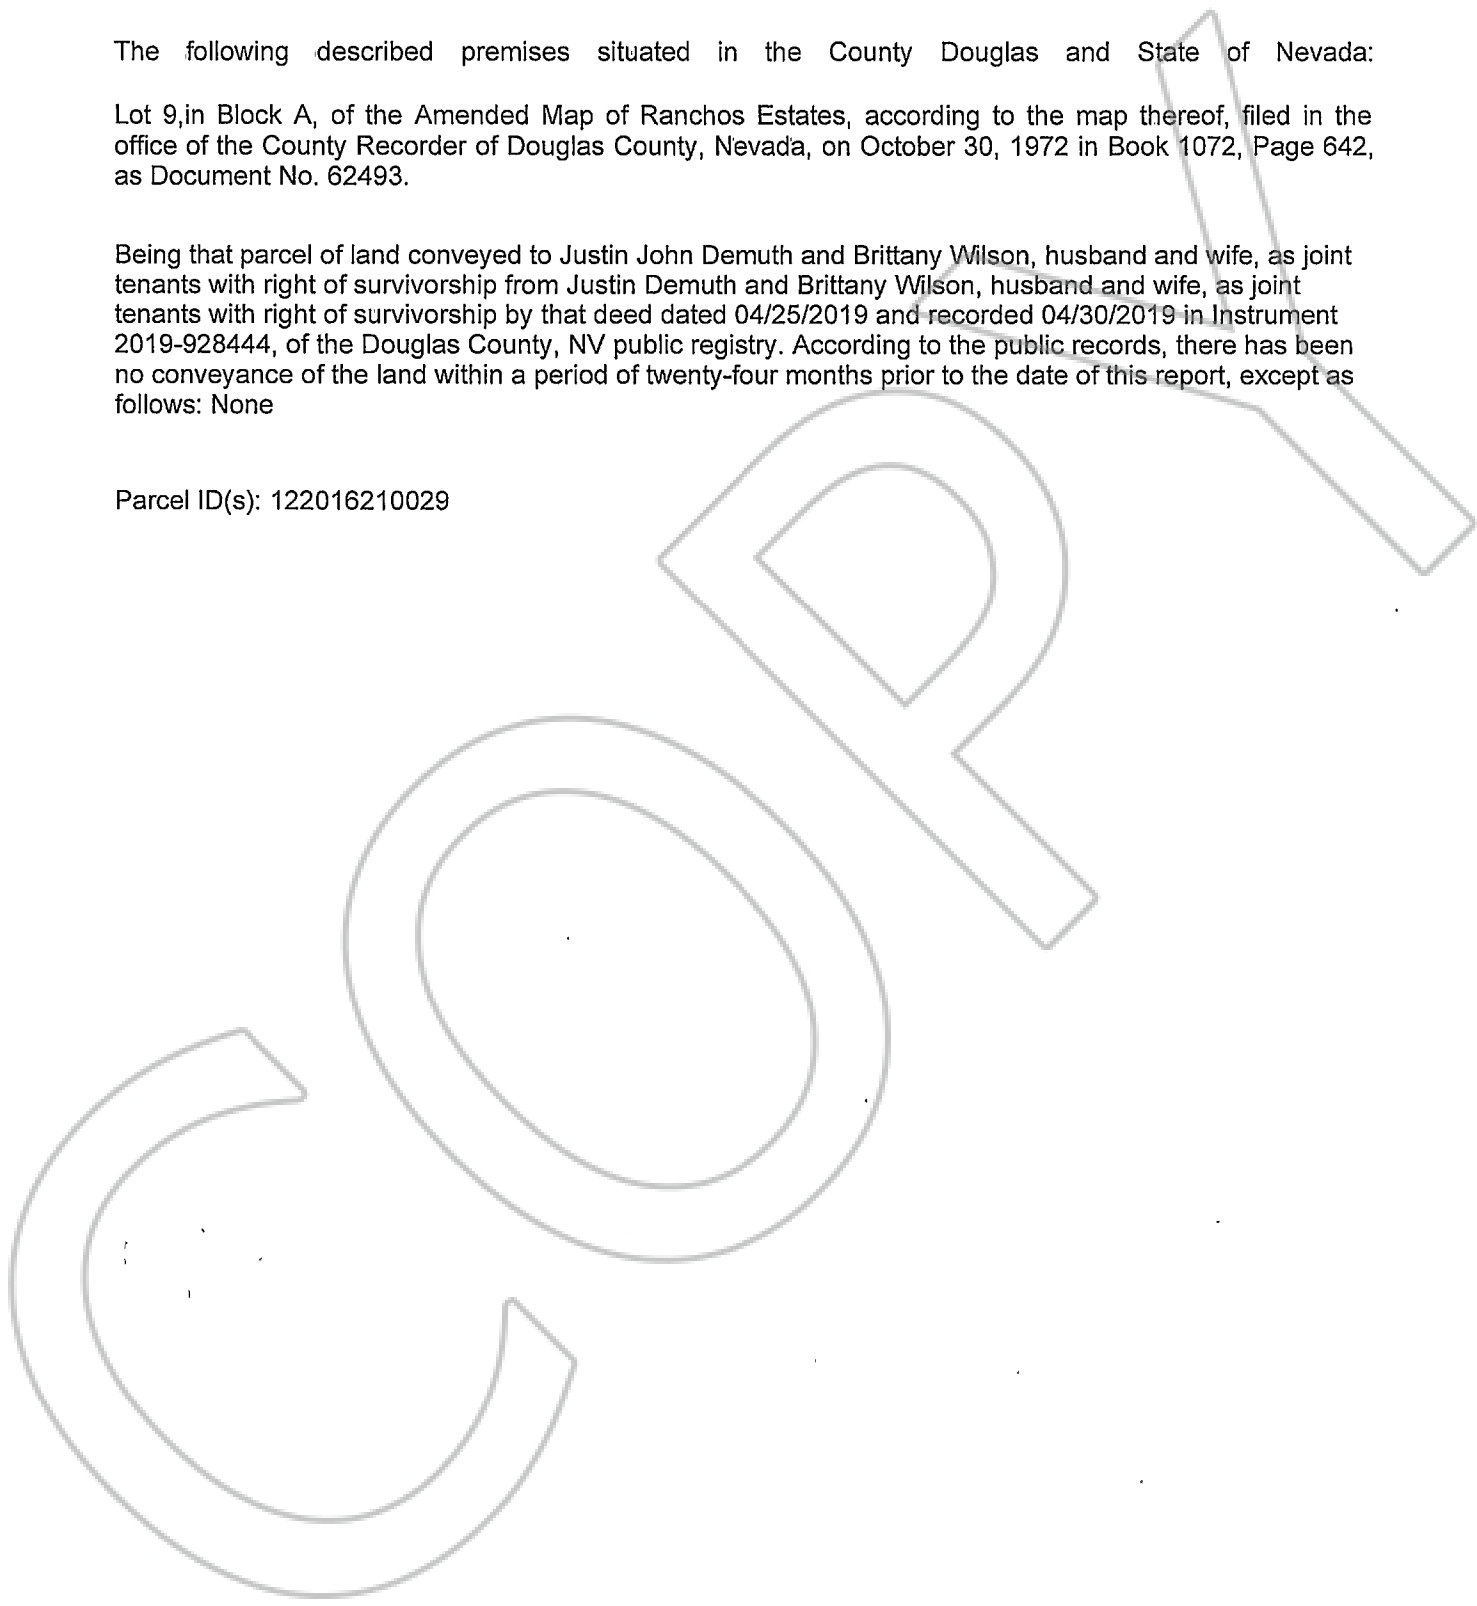 The following described premises situated in the County Douglas and State of Nevada:
Lot 9,in Block A, of the Amended Map of Ranchos Estates, according to the map thereof, filed in the
office of the County Recorder of Douglas County, Nevada, on October 30, 1972 in Book 1072, Page 642,
as Document No. 62493.
Being that parcel of land conveyed to Justin John Demuth and Brittany Wilson, husband and wife, as joint
tenants with right of survivorship from Justin Demuth and Brittany Wilson, husband and wife, as joint
tenants with right of survivorship by that deed dated 04/25/2019 and recorded 04/30/2019 in Instrument
2019-928444, of the Douglas County, NV public registry. According to the public records, there has been
no conveyance of the land within a period of twenty-four months prior to the date of this report, except as
follows: None
Parcel ID(s): 122016210029
COPY